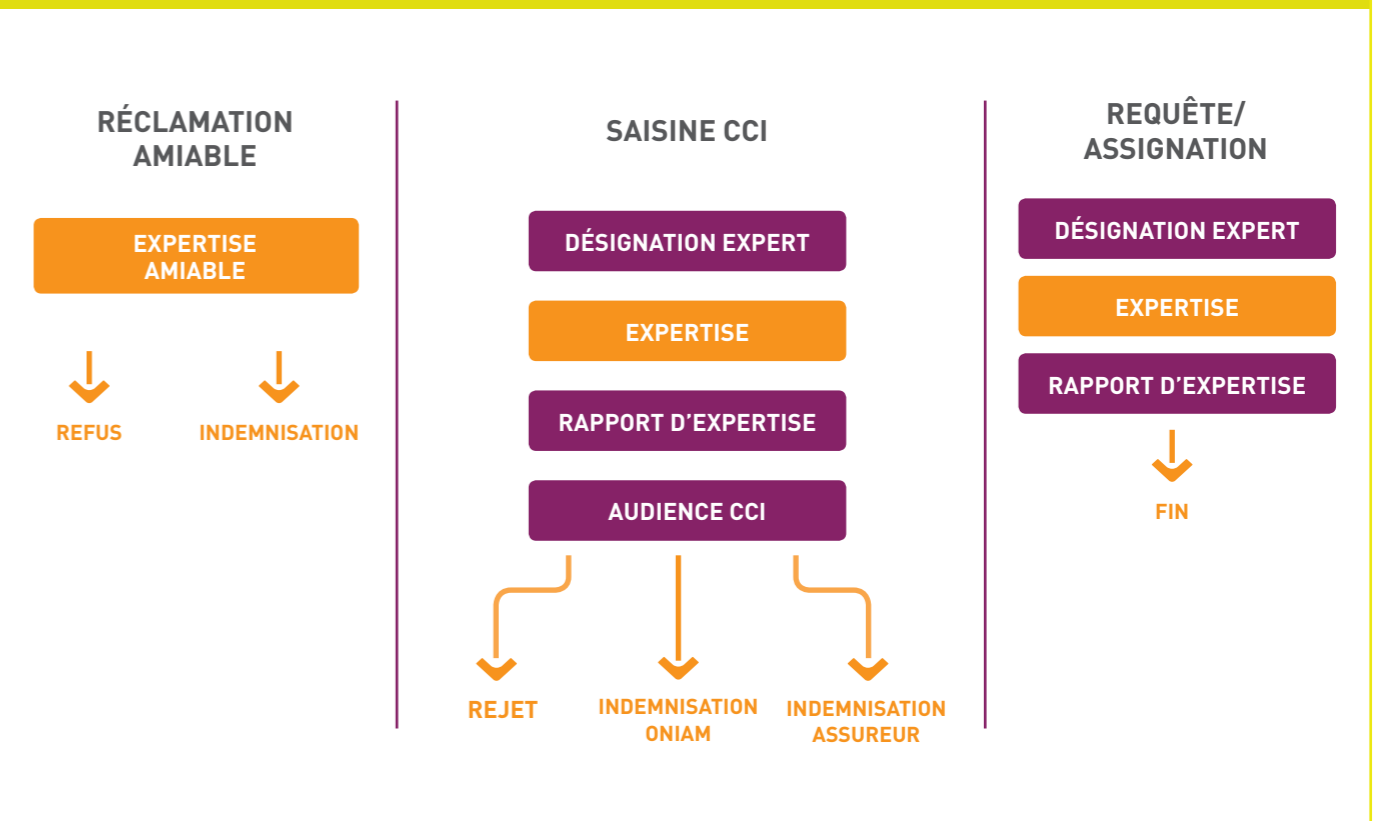 RÉCLAMATION
AMIABLE
EXPERTISE
AMIABLE
REFUS
INDEMNISATION
SAISINE CCI
DÉSIGNATION EXPERT
EXPERTISE
RAPPORT D'EXPERTISE
AUDIENCE CCI
REJET
INDEMNISATION
ONIAM
INDEMNISATION
ASSUREUR
REQUÊTE/
ASSIGNATION
DÉSIGNATION EXPERT
EXPERTISE
RAPPORT D'EXPERTISE
FIN